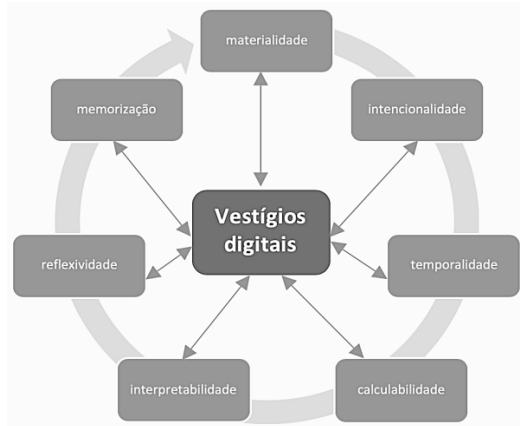 materialidade
intencionalidade
temporalidade
calculabilidade
interpretabilidade
reflexividade
memorização
Vestígios
digitais